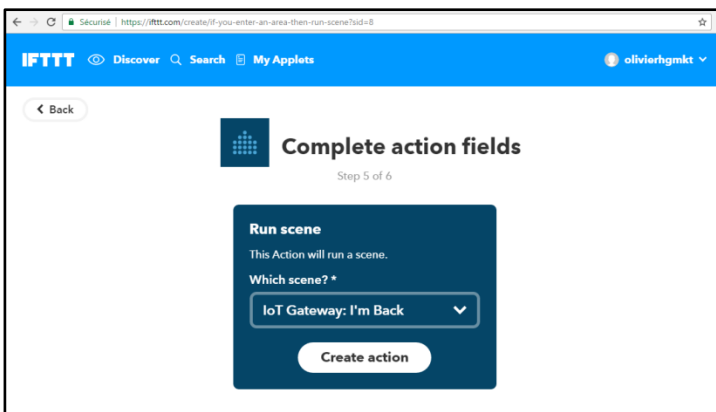 Sécurisé | https://ifttt.com/create/if-you-enter-an-area-then-run-scene?sid=8
IFTTT Discover Search My Applets olivierhgmkt
Back
Complete action fields
Step 5 of 6
Run scene
This Action will run a scene.
Which scene? *
IoT Gateway: I'm Back
Create action